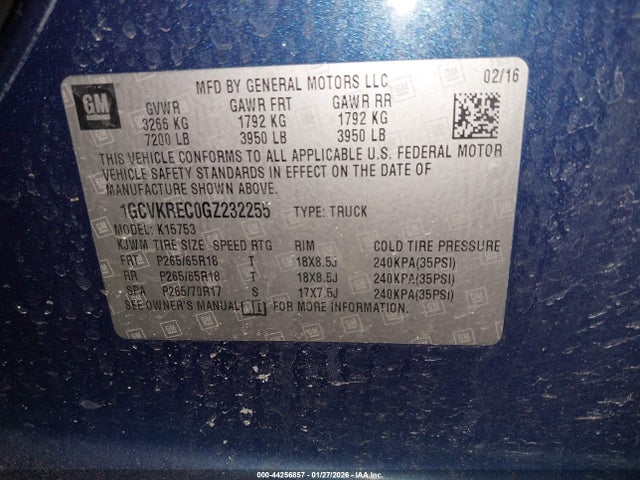 GM
MFD BY GENERAL MOTORS LLC 02/16
GVWR GAWR FRT GAWR RR
3266 KG 1792 KG 1792 KG
7200 LB 3950 LB 3950 LB
THIS VEHICLE CONFORMS TO ALL APPLICABLE U.S. FEDERAL MOTOR
VEHICLE SAFETY STANDARDS IN EFFECT ON THE DATE OF
MANUFACTURE SHOWN ABOVE.
1GCVKREC0GZ232255 TYPE: TRUCK
MODEL: K15753
KJWM TIRE SIZE SPEED RTG RIM COLD TIRE PRESSURE
FRT P265/65R18 T 18X8.5J 240KPA(35PSI)
RR P265/65R18 T 18X8.5J 240KPA(35PSI)
SPA P265/70R17 S 17X7.5J 240KPA(35PSI)
SEE OWNER'S MANUAL FOR MORE INFORMATION.
000-44256857 - 01/27/2026 - IAA Inc.